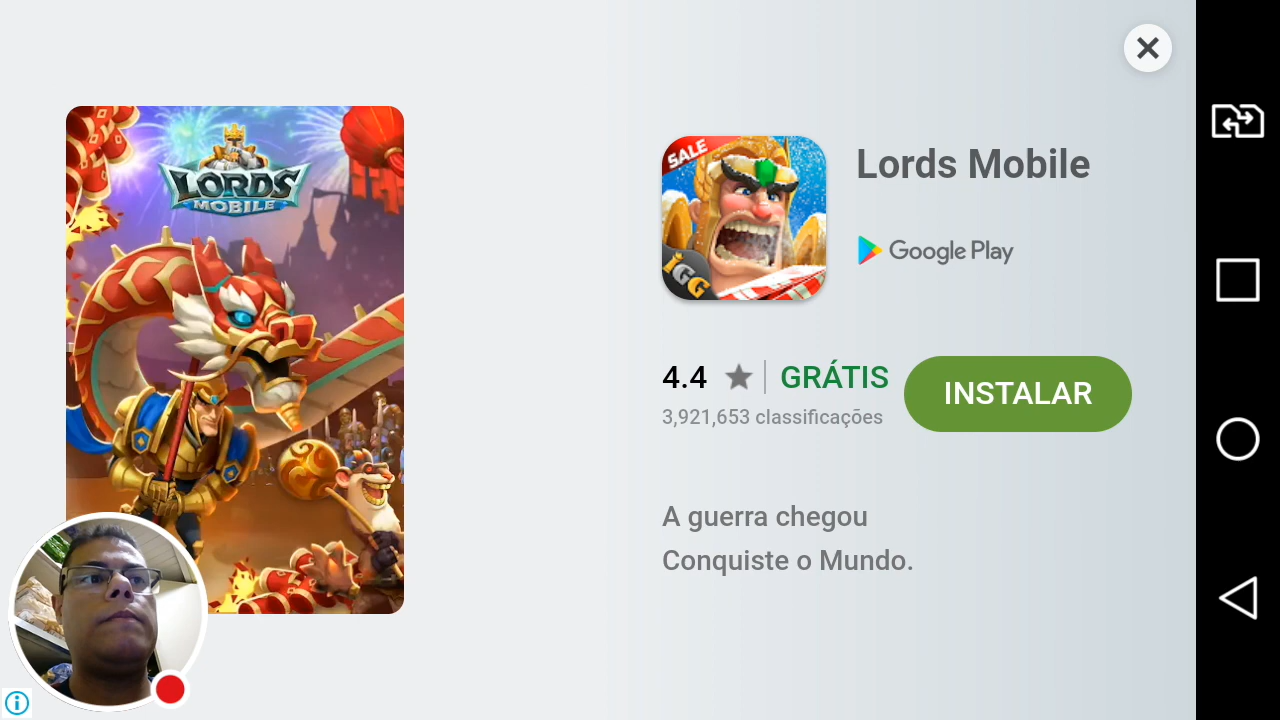 LORDS
MOBILE
SALE
IGG
Lords Mobile
Google Play
4.4
GRÁTIS
3,921,653 classificações
INSTALAR
A guerra chegou
Conquiste o Mundo.